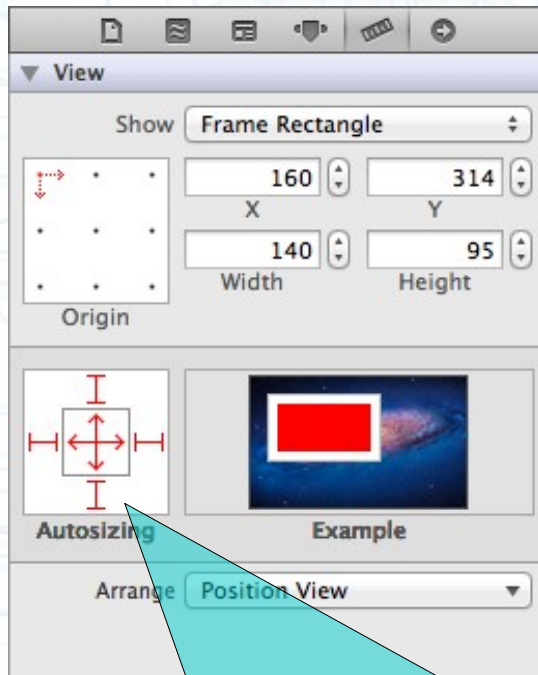 View
Show Frame Rectangle
160 314
X Y
140 95
Width Height
Origin
Autosizing Example
Arrange Position View